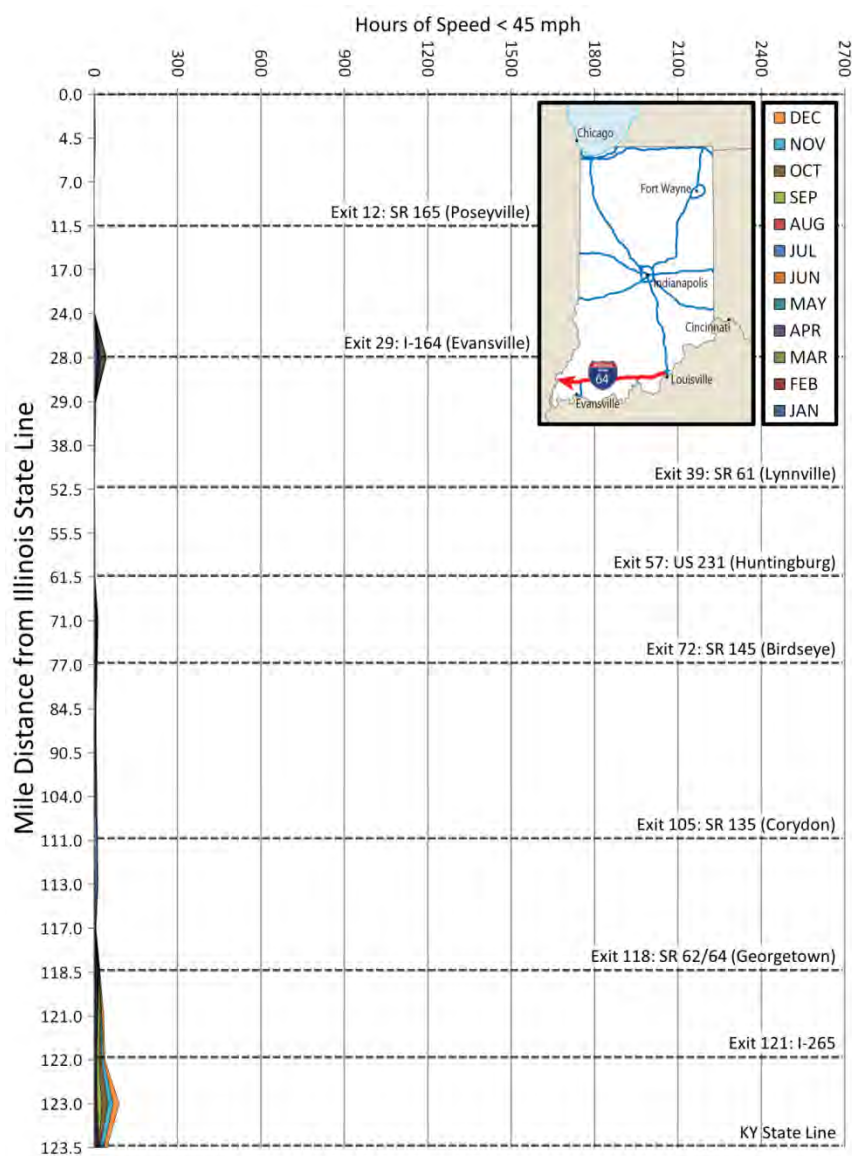 Hours of Speed < 45 mph
0 300 600 900 1200 1500 1800 2100 2400 2700
Mile Distance from Illinois State Line
0.0
4.5
7.0
11.5
17.0
24.0
28.0
29.0
38.0
52.5
55.5
61.5
71.0
77.0
84.5
90.5
104.0
111.0
113.0
117.0
118.5
121.0
122.0
123.0
123.5
Exit 12: SR 165 (Poseyville)
Exit 29: I-164 (Evansville)
Exit 39: SR 61 (Lynnville)
Exit 57: US 231 (Huntingburg)
Exit 72: SR 145 (Birdseye)
Exit 105: SR 135 (Corydon)
Exit 118: SR 62/64 (Georgetown)
Exit 121: I-265
KY State Line
Chicago
Fort Wayne
Indianapolis
Cincinnati
64
Louisville
Evansville
DEC
NOV
OCT
SEP
AUG
JUL
JUN
MAY
APR
MAR
FEB
JAN